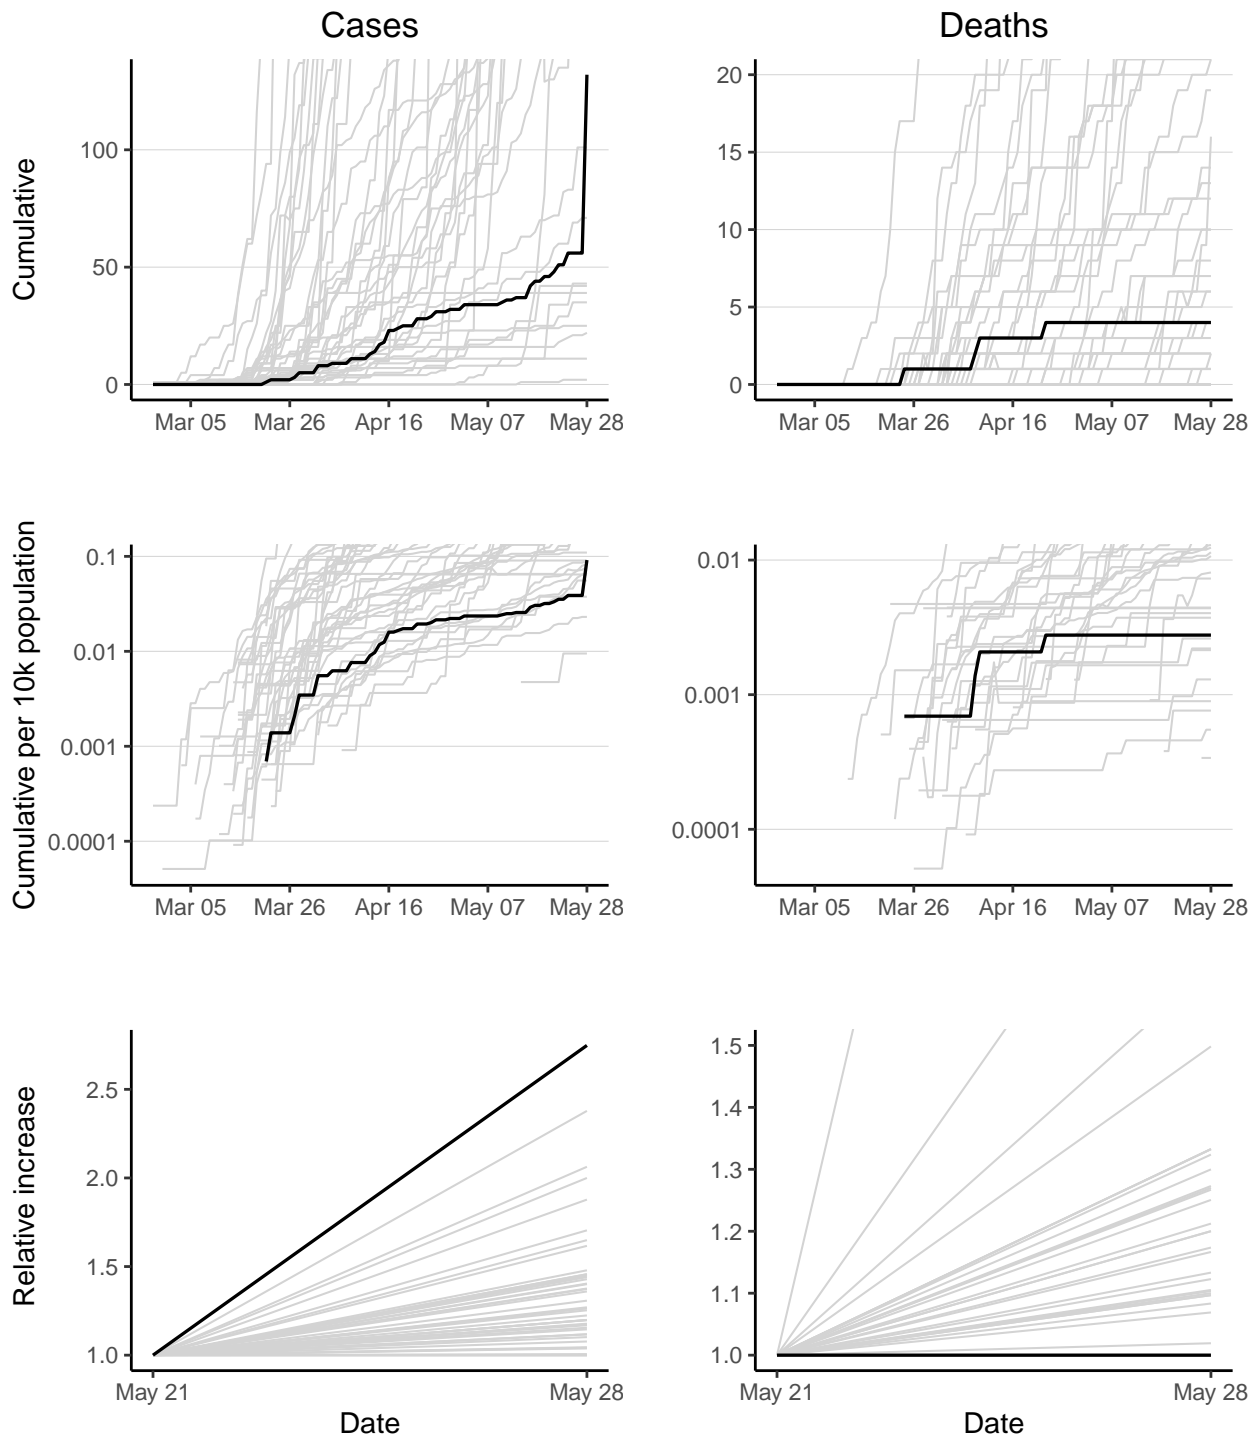 Cases
Deaths
Cumulative
100
50
0
Mar 05 Mar 26 Apr 16 May 07 May 28
20
15
10
5
0
Mar 05 Mar 26 Apr 16 May 07 May 28
Cumulative per 10k population
0.1
0.01
0.001
0.0001
Mar 05 Mar 26 Apr 16 May 07 May 28
0.01
0.001
0.0001
Mar 05 Mar 26 Apr 16 May 07 May 28
Relative increase
2.5
2.0
1.5
1.0
May 21 May 28
Date
1.5
1.4
1.3
1.2
1.1
1.0
May 21 May 28
Date